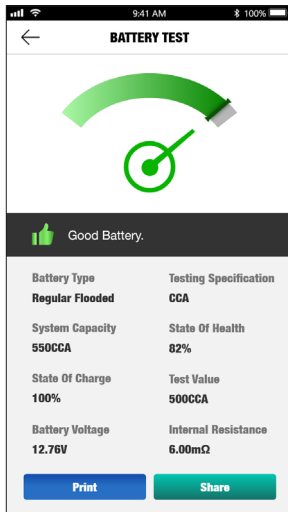 9:41 AM 100%
BATTERY TEST
Good Battery.
Battery Type Testing Specification
Regular Flooded CCA
System Capacity State Of Health
550CCA 82%
State Of Charge Test Value
100% 500CCA
Battery Voltage Internal Resistance
12.76V 6.00mΩ
Print Share